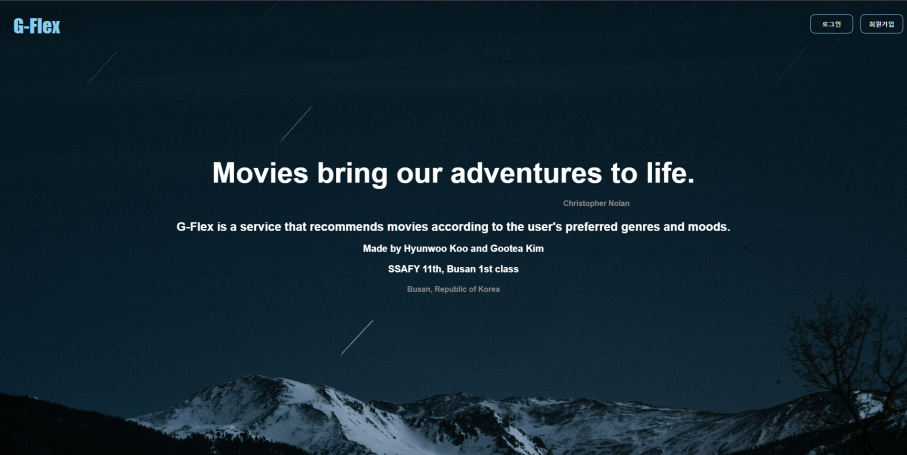 G-Flex
로그인
회원가입
Movies bring our adventures to life.
Christopher Nolan
G-Flex is a service that recommends movies according to the user's preferred genres and moods.
Made by Hyunwoo Koo and Gootea Kim
SSAFY 11th, Busan 1st class
Busan, Republic of Korea